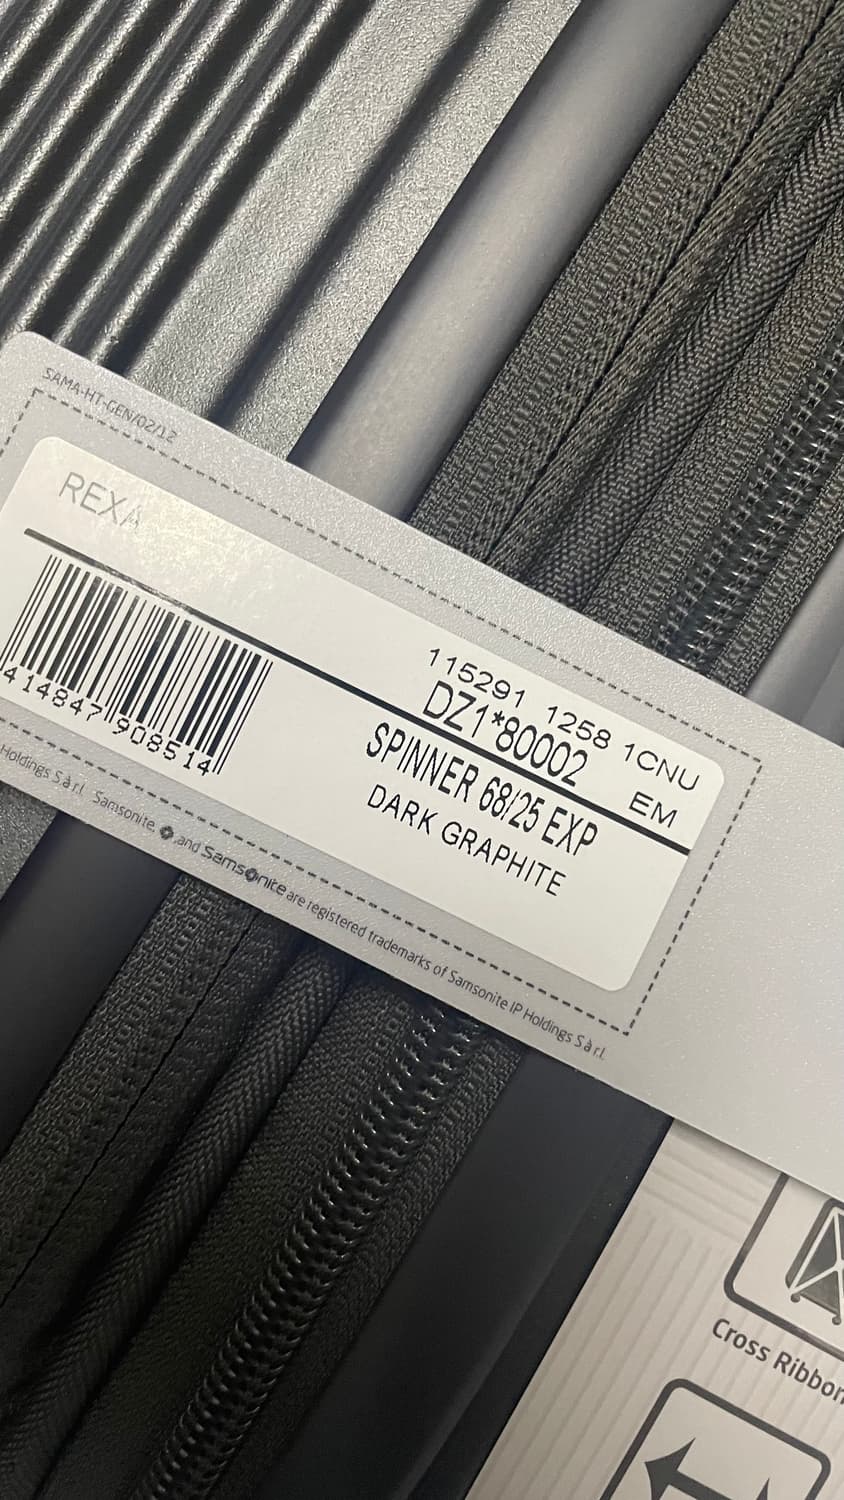 SAMA-HT-GEN/02/12
REXA
115291 1258 1CNU
DZ1*80002 EM
SPINNER 68/25 EXP
DARK GRAPHITE
414847 908514
Holdings S.à r.l. Samsonite, and Samsonite are registered trademarks of Samsonite IP Holdings S.à r.l.
Cross Ribbon